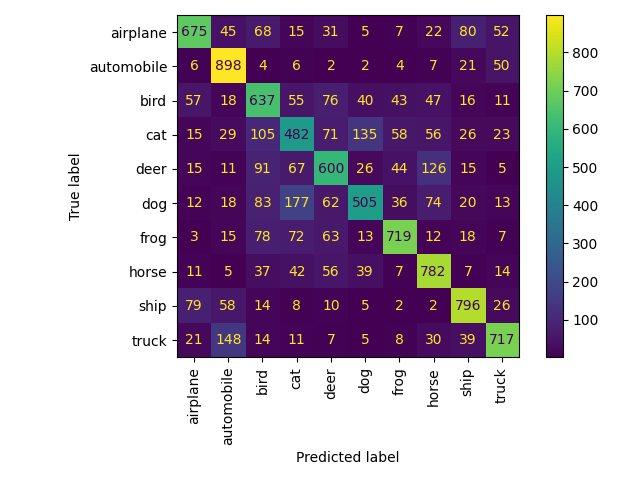 airplane 675 45 68 15 31 5 7 22 80 52
automobile 6 898 4 6 2 2 4 7 21 50
bird 57 18 637 55 76 40 43 47 16 11
cat 15 29 105 482 71 135 58 56 26 23
deer 15 11 91 67 600 26 44 126 15 5
dog 12 18 83 177 62 505 36 74 20 13
frog 3 15 78 72 63 13 719 12 18 7
horse 11 5 37 42 56 39 7 782 7 14
ship 79 58 14 8 10 5 2 2 796 26
truck 21 148 14 11 7 5 8 30 39 717
True label
airplane automobile bird cat deer dog frog horse ship truck
Predicted label
800
700
600
500
400
300
200
100